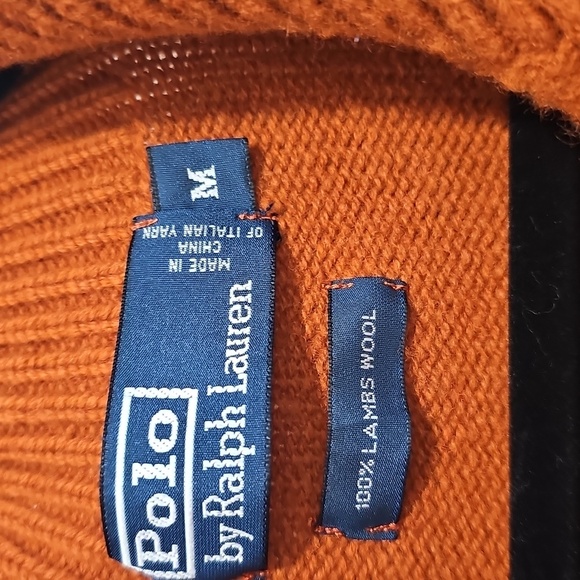 Polo
by Ralph Lauren
MADE IN
CHINA
OF ITALIAN YARN
M
100% LAMBS WOOL